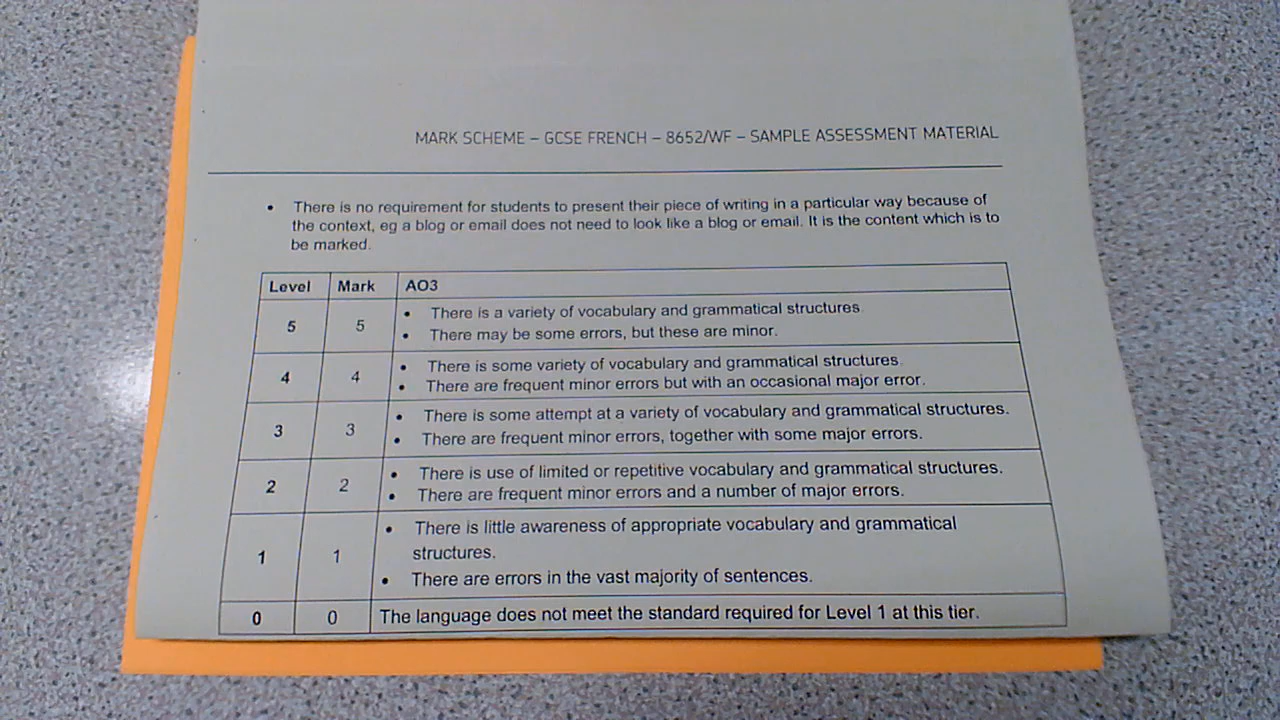 MARK SCHEME – GCSE FRENCH – 8652/WF – SAMPLE ASSESSMENT MATERIAL
• There is no requirement for students to present their piece of writing in a particular way because of
the context, eg a blog or email does not need to look like a blog or email. It is the content which is to
be marked.
Level Mark AO3
5 5
• There is a variety of vocabulary and grammatical structures.
• There may be some errors, but these are minor.
4 4
• There is some variety of vocabulary and grammatical structures.
• There are frequent minor errors but with an occasional major error.
3 3
• There is some attempt at a variety of vocabulary and grammatical structures.
• There are frequent minor errors, together with some major errors.
2 2
• There is use of limited or repetitive vocabulary and grammatical structures.
• There are frequent minor errors and a number of major errors.
1 1
• There is little awareness of appropriate vocabulary and grammatical
structures.
• There are errors in the vast majority of sentences.
0 0 The language does not meet the standard required for Level 1 at this tier.